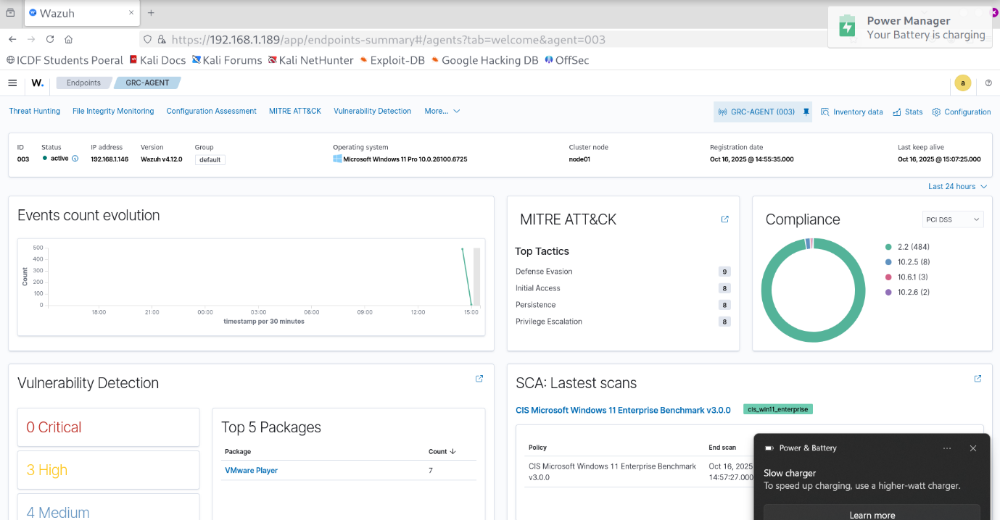 Wazuh
Power Manager
Your Battery is charging
https://192.168.1.189/app/endpoints-summary#/agents?tab=welcome&agent=003
ICDF Students Poeral Kali Docs Kali Forums Kali NetHunter Exploit-DB Google Hacking DB OffSec
W. Endpoints GRC-AGENT a
Threat Hunting File Integrity Monitoring Configuration Assessment MITRE ATT&CK Vulnerability Detection More... GRC-AGENT (003) Inventory data Stats Configuration
ID Status IP address Version Group Operating system Cluster node Registration date Last keep alive
003 active 192.168.1.146 Wazuh v4.12.0 default Microsoft Windows 11 Pro 10.0.26100.6725 node01 Oct 16, 2025 @ 14:55:35.000 Oct 16, 2025 @ 15:07:25.000
Last 24 hours
Events count evolution
500
400
300
200
100
0
Count
18:00 21:00 00:00 03:00 06:00 09:00 12:00 15:00
timestamp per 30 minutes
MITRE ATT&CK
Top Tactics
Defense Evasion 9
Initial Access 8
Persistence 8
Privilege Escalation 8
Compliance PCI DSS
2.2 (484)
10.2.5 (8)
10.6.1 (3)
10.2.6 (2)
Vulnerability Detection
0 Critical
3 High
4 Medium
Top 5 Packages
Package Count
VMware Player 7
SCA: Lastest scans
CIS Microsoft Windows 11 Enterprise Benchmark v3.0.0 cis_win11_enterprise
Policy End scan
CIS Microsoft Windows 11 Enterprise Benchmark Oct 16, 2025
v3.0.0 14:57:27.000
Power & Battery
Slow charger
To speed up charging, use a higher-watt charger.
Learn more